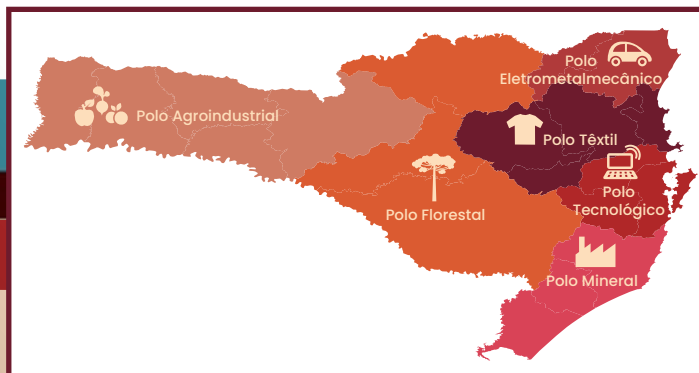 Polo
Eletrometalmecânico
Polo Agroindustrial
Polo Têxtil
Polo
Tecnológico
Polo Florestal
Polo Mineral